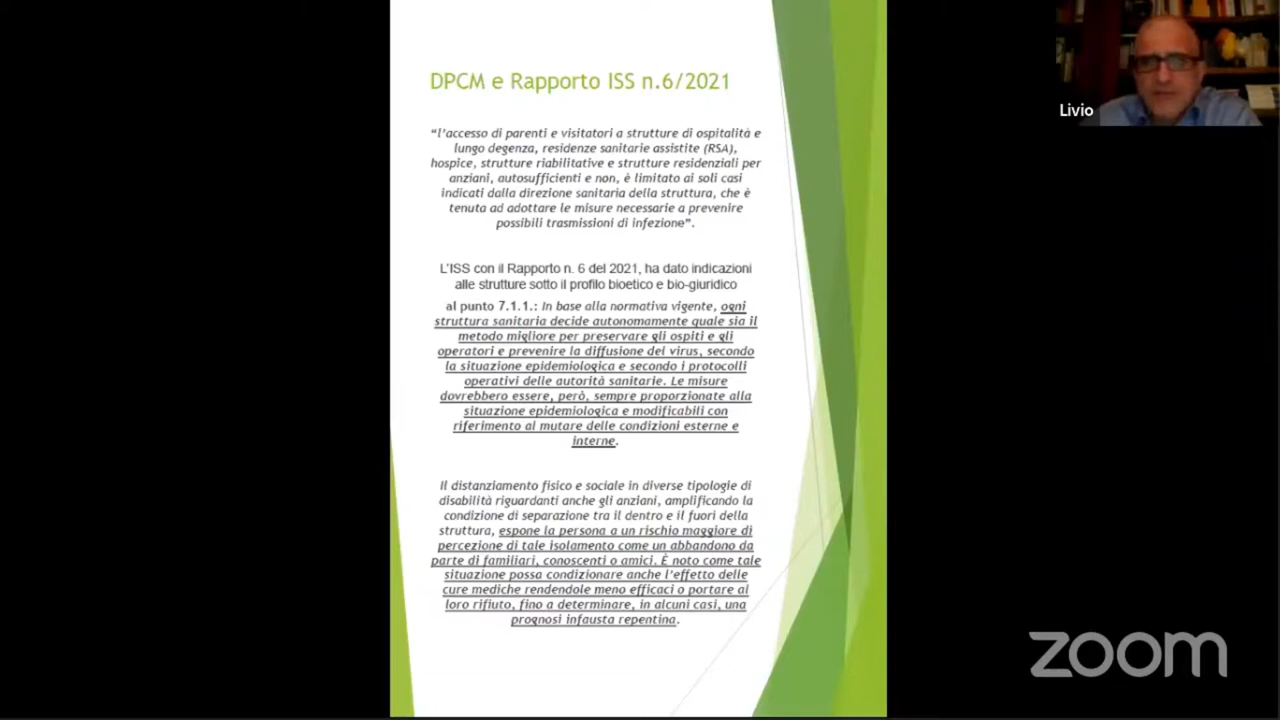 DPCM e Rapporto ISS n.6/2021
“l’accesso di parenti e visitatori a strutture di ospitalità e
lungo degenza, residenze sanitarie assistite (RSA),
hospice, strutture riabilitative e strutture residenziali per
anziani, autosufficienti e non, è limitato ai soli casi
indicati dalla direzione sanitaria della struttura, che è
tenuta ad adottare le misure necessarie a prevenire
possibili trasmissioni di infezione”.
L’ISS con il Rapporto n. 6 del 2021, ha dato indicazioni
alle strutture sotto il profilo bioetico e bio-giuridico
al punto 7.1.1.: In base alla normativa vigente, ogni
struttura sanitaria decide autonomamente quale sia il
metodo migliore per preservare gli ospiti e gli
operatori e prevenire la diffusione del virus, secondo
la situazione epidemiologica e secondo i protocolli
operativi delle autorità sanitarie. Le misure
dovrebbero essere, però, sempre proporzionate alla
situazione epidemiologica e modificabili con
riferimento al mutare delle condizioni esterne e
interne.
Il distanziamento fisico e sociale in diverse tipologie di
disabilità riguardanti anche gli anziani, amplificando la
condizione di separazione tra il dentro e il fuori della
struttura, espone la persona a un rischio maggiore di
percezione di tale isolamento come un abbandono da
parte di familiari, conoscenti o amici. È noto come tale
situazione possa condizionare anche l’effetto delle
cure mediche rendendole meno efficaci o portare al
loro rifiuto, fino a determinare, in alcuni casi, una
prognosi infausta repentina.
Livio
zoom